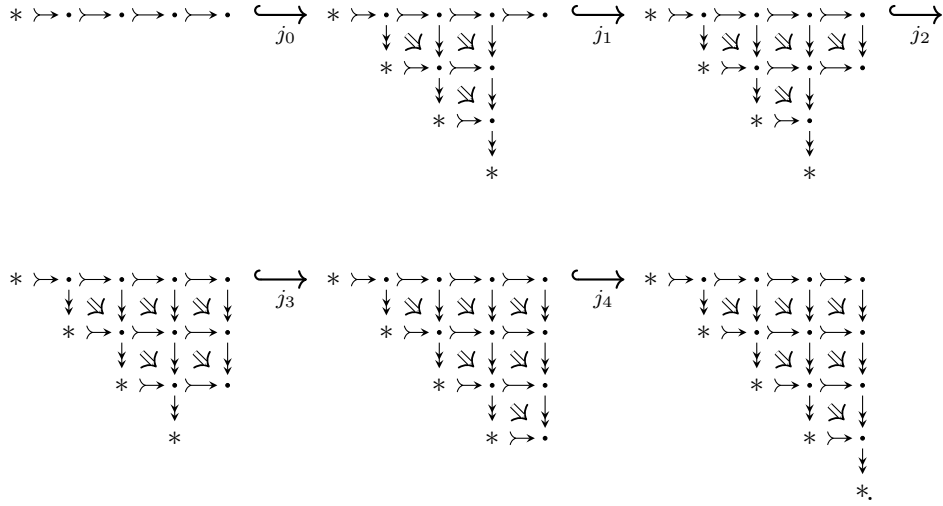 * ↣ • ↣ • ↣ • ↣ • ↪ * ↣ • ↣ • ↣ • ↣ • ↪ * ↣ • ↣ • ↣ • ↣ • ↪
j₀ ↡ ⇘ ↡ ⇘ ↡ j₁ ↡ ⇘ ↡ ⇘ ↡ ↡ j₂
* ↣ • ↣ • * ↣ • ↣ • ↣ •
↡ ⇘ ↡ ↡ ⇘ ↡
* ↣ • * ↣ •
↡ ↡
* *
* ↣ • ↣ • ↣ • ↣ • ↪ * ↣ • ↣ • ↣ • ↣ • ↪ * ↣ • ↣ • ↣ • ↣ •
↡ ⇘ ↡ ⇘ ↡ ⇘ ↡ j₃ ↡ ⇘ ↡ ⇘ ↡ ⇘ ↡ j₄ ↡ ⇘ ↡ ⇘ ↡ ⇘ ↡
* ↣ • ↣ • ↣ • * ↣ • ↣ • ↣ • * ↣ • ↣ • ↣ •
↡ ⇘ ↡ ⇘ ↡ ↡ ⇘ ↡ ⇘ ↡ ↡ ⇘ ↡ ⇘ ↡
* ↣ • ↣ • * ↣ • ↣ • * ↣ • ↣ •
↡ ↡ ⇘ ↡ ↡ ⇘ ↡
* * ↣ • * ↣ •
↡
*.